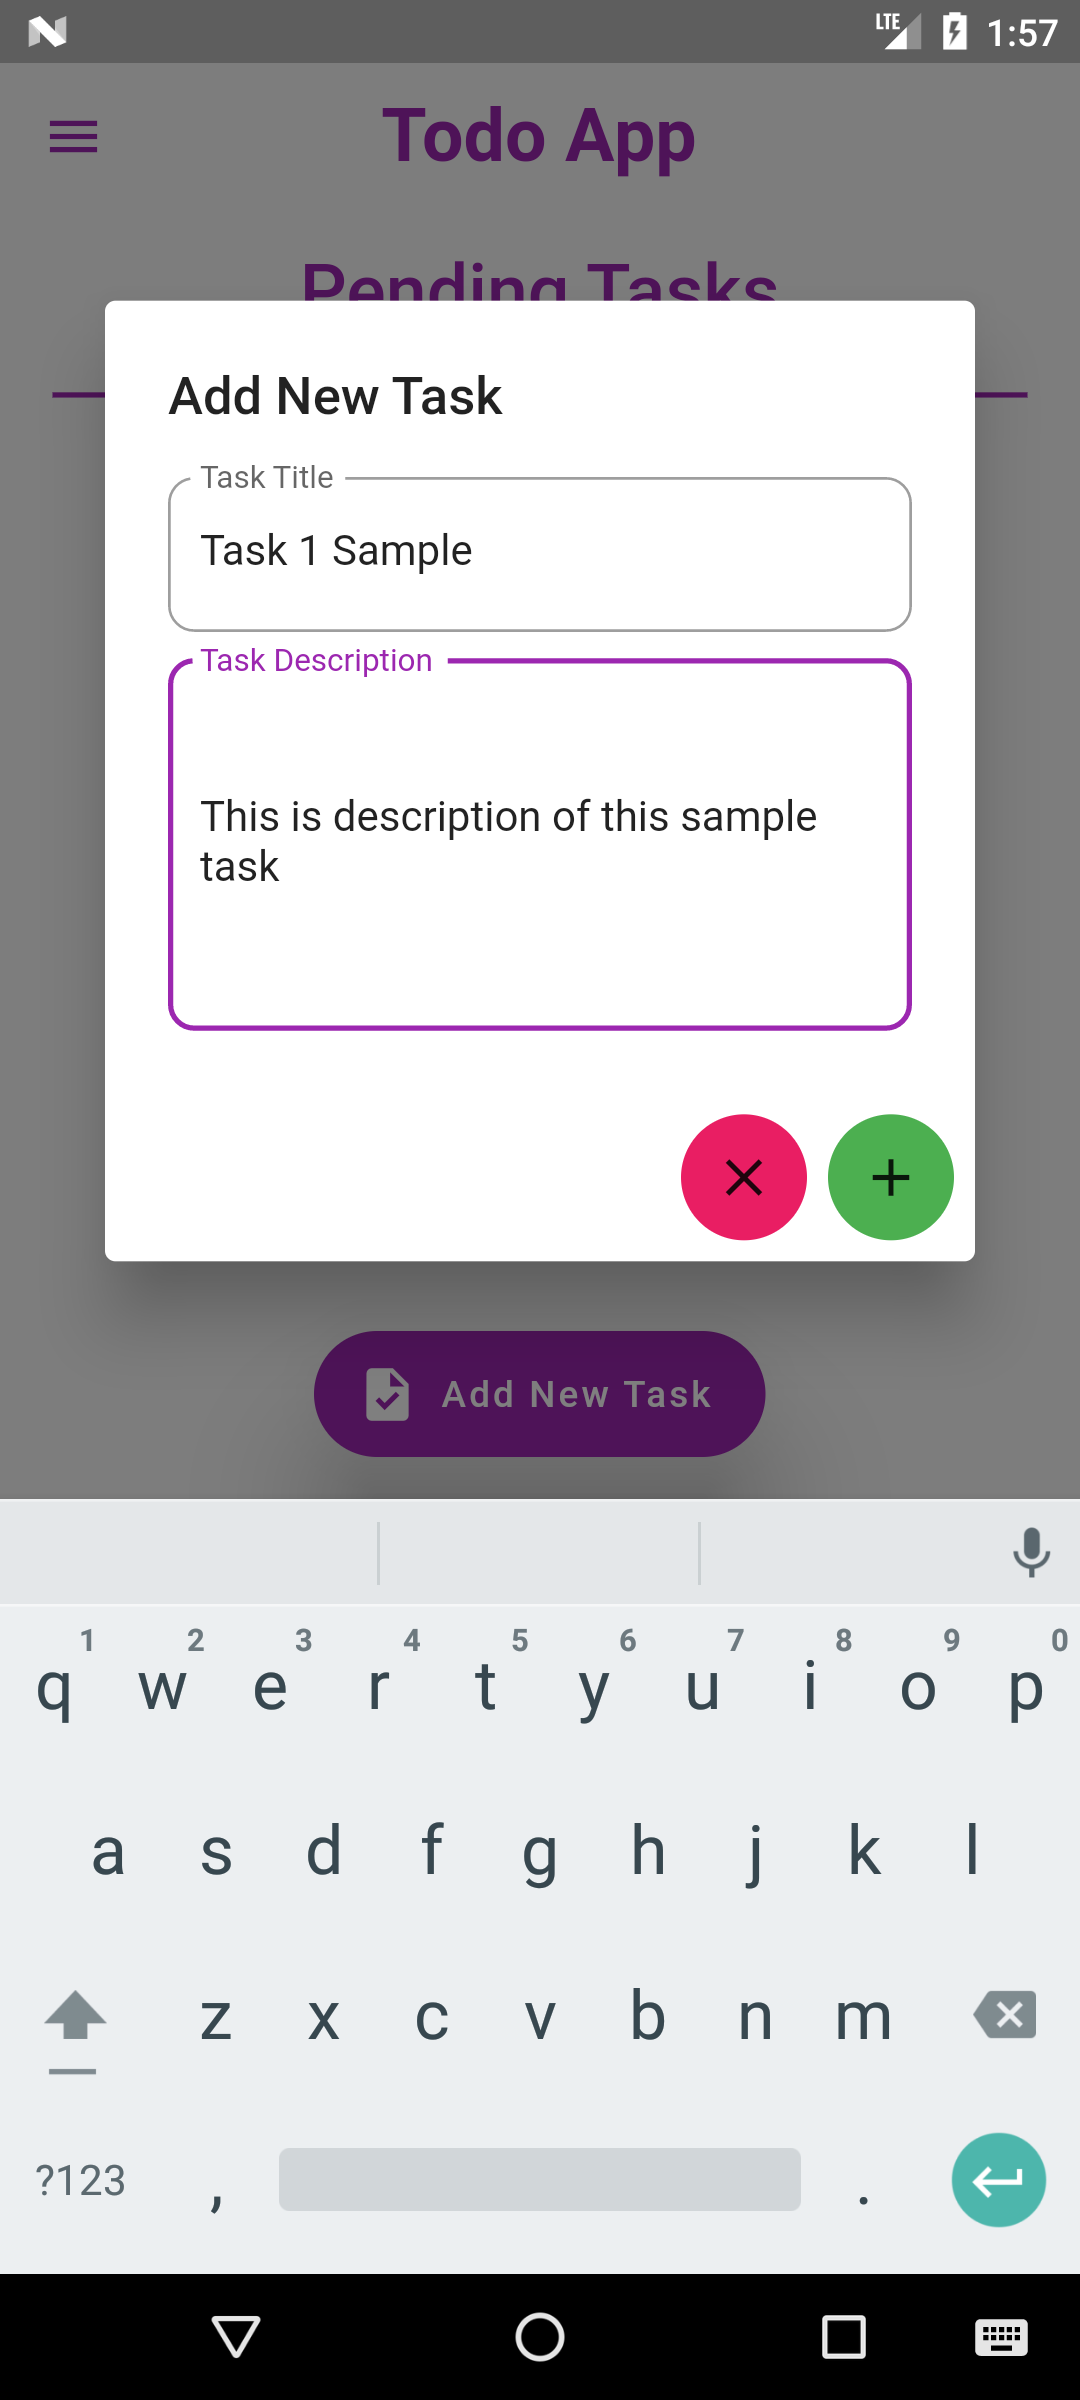 LTE 1:57
Todo App
Pending Tasks
Add New Task
Task Title
Task 1 Sample
Task Description
This is description of this sample
task
Add New Task
1 2 3 4 5 6 7 8 9 0
q w e r t y u i o p
a s d f g h j k l
z x c v b n m
?123 , .